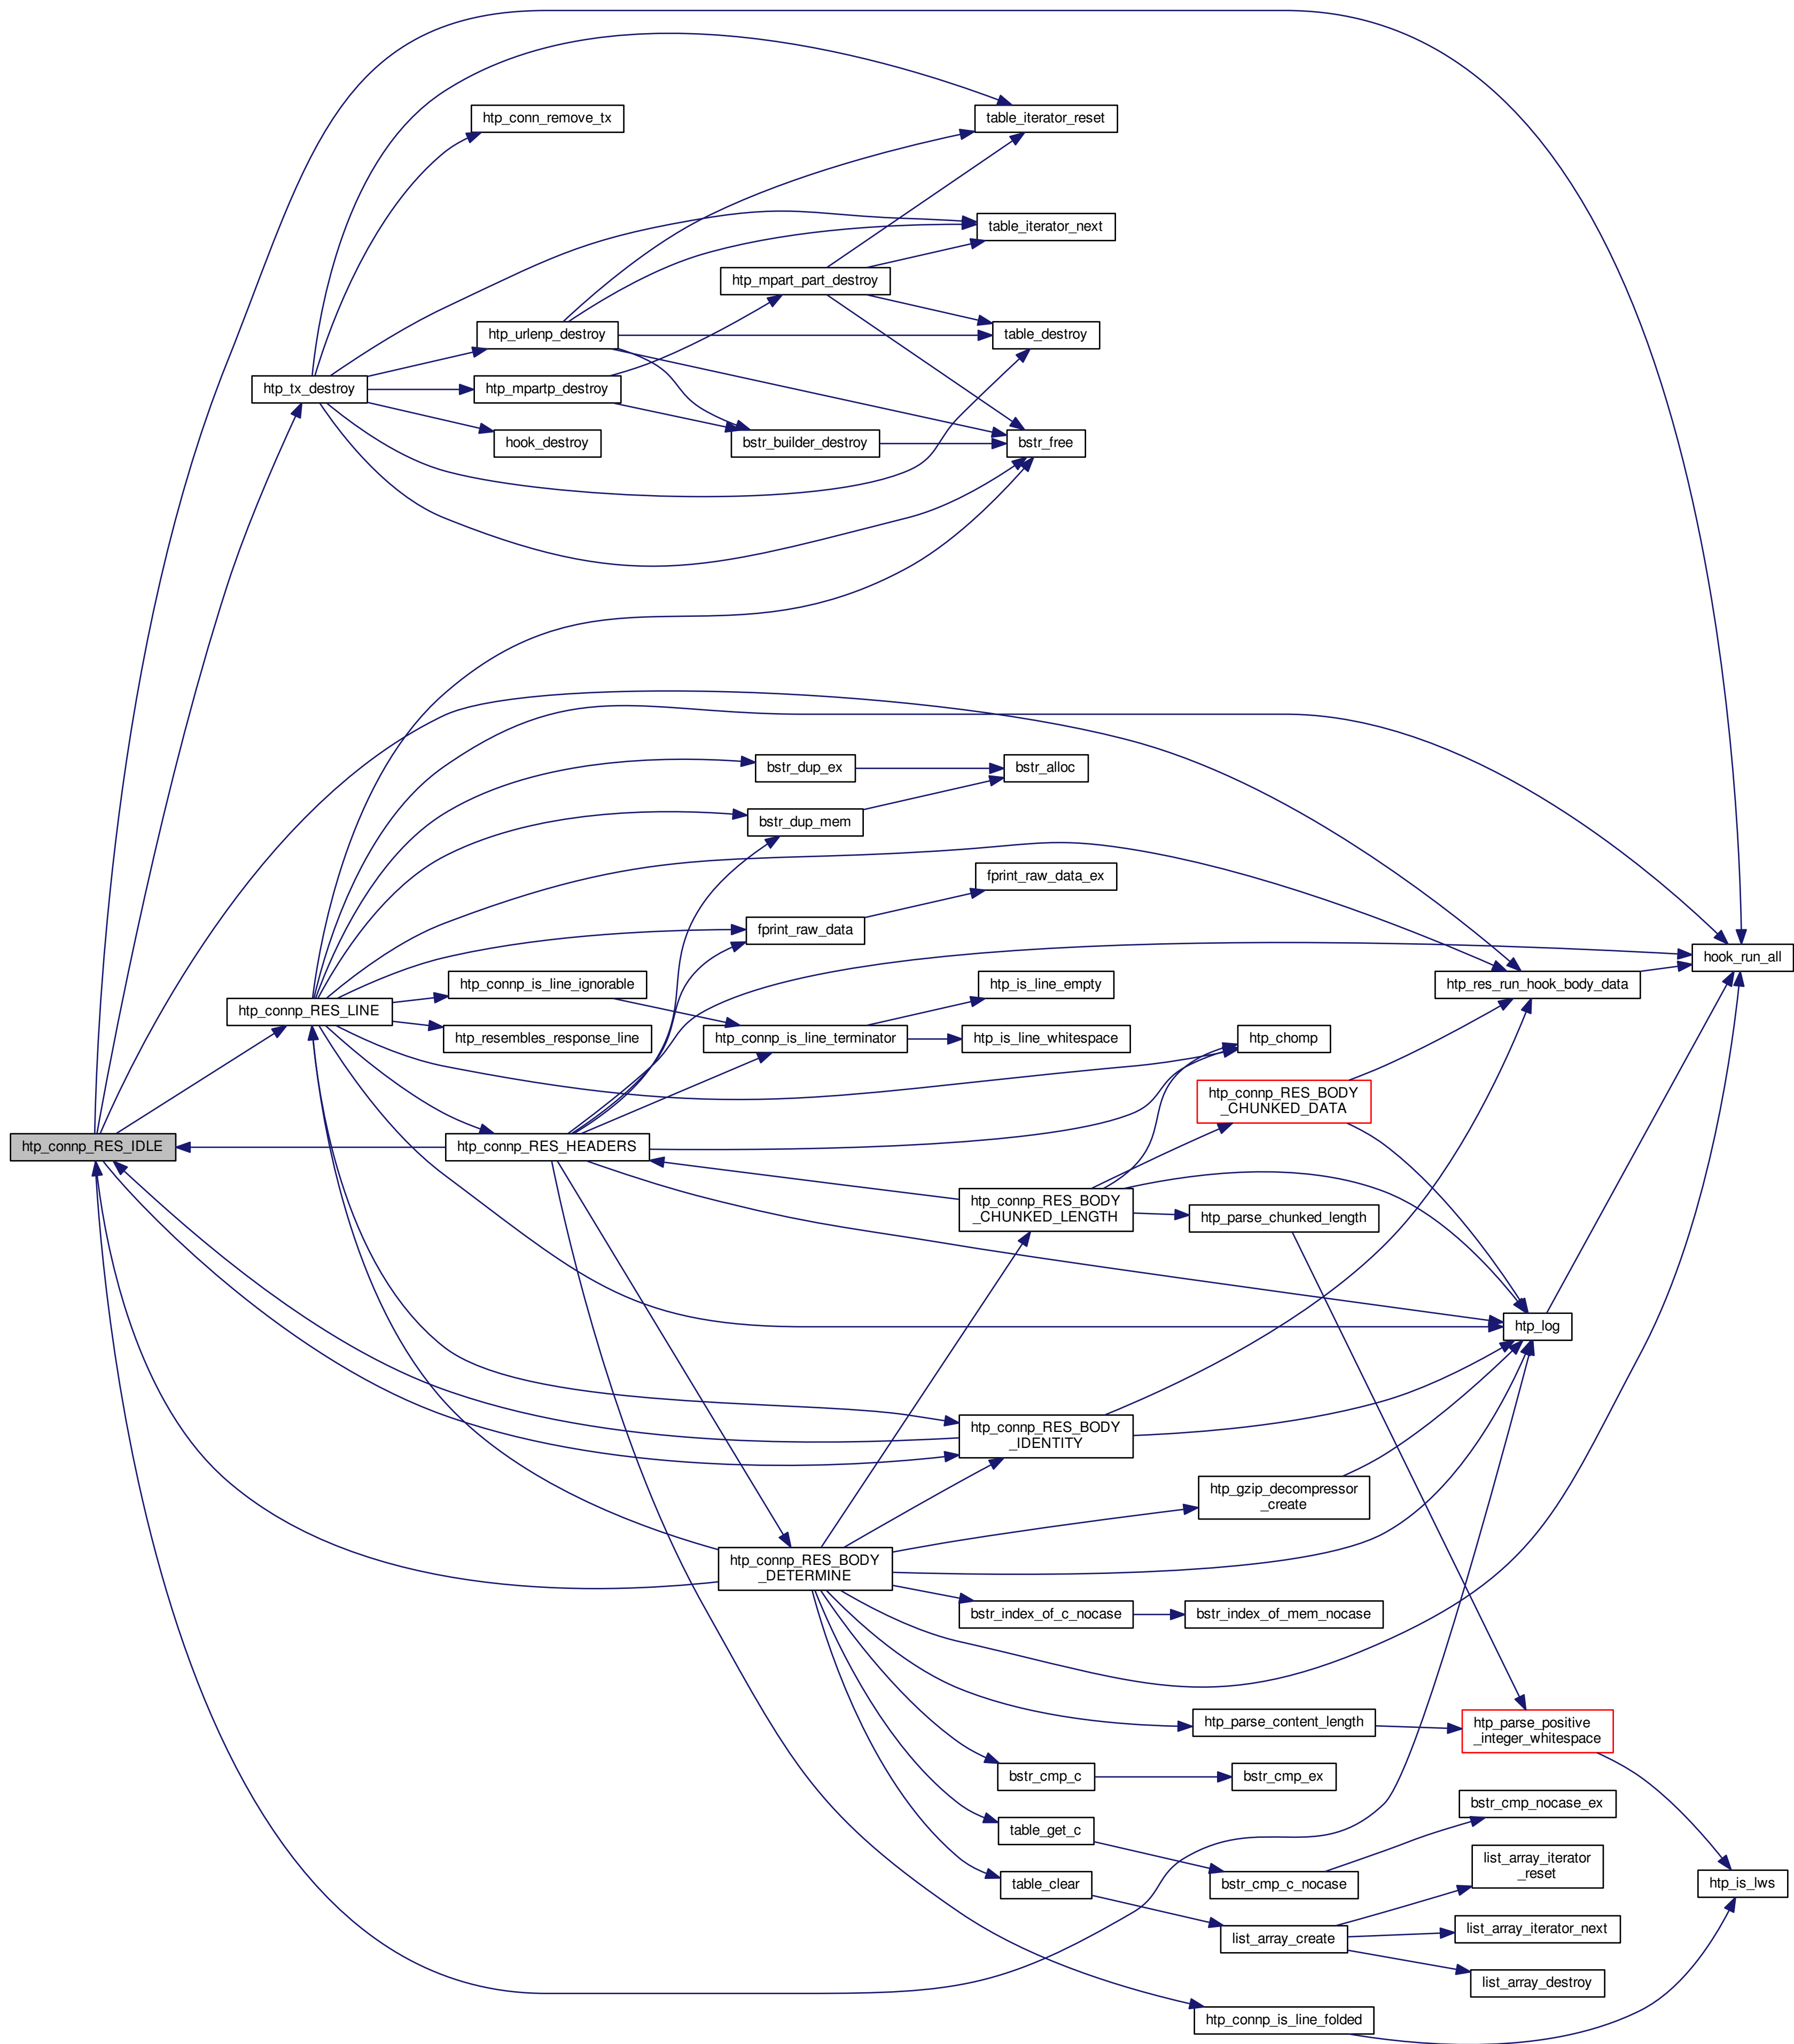 htp_conn_remove_tx
table_iterator_reset
table_iterator_next
htp_mpart_part_destroy
htp_urlenp_destroy
table_destroy
htp_tx_destroy
htp_mpartp_destroy
hook_destroy
bstr_builder_destroy
bstr_free
bstr_dup_ex
bstr_alloc
bstr_dup_mem
fprint_raw_data_ex
fprint_raw_data
hook_run_all
htp_connp_is_line_ignorable
htp_is_line_empty
htp_res_run_hook_body_data
htp_connp_RES_LINE
htp_resembles_response_line
htp_connp_is_line_terminator
htp_is_line_whitespace
htp_chomp
htp_connp_RES_BODY
_CHUNKED_DATA
htp_connp_RES_IDLE
htp_connp_RES_HEADERS
htp_connp_RES_BODY
_CHUNKED_LENGTH
htp_parse_chunked_length
htp_log
htp_connp_RES_BODY
_IDENTITY
htp_gzip_decompressor
_create
htp_connp_RES_BODY
_DETERMINE
bstr_index_of_c_nocase
bstr_index_of_mem_nocase
htp_parse_content_length
htp_parse_positive
_integer_whitespace
bstr_cmp_c
bstr_cmp_ex
bstr_cmp_nocase_ex
table_get_c
list_array_iterator
_reset
table_clear
bstr_cmp_c_nocase
htp_is_lws
list_array_iterator_next
list_array_create
list_array_destroy
htp_connp_is_line_folded